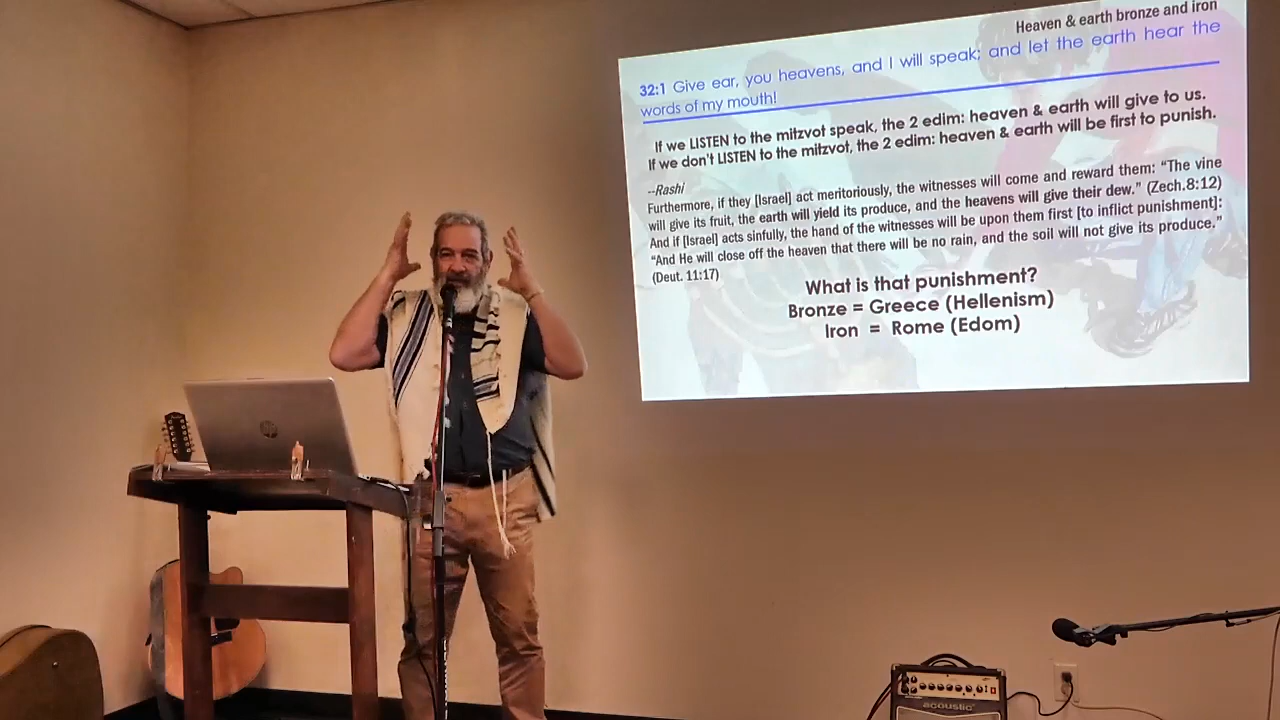 Heaven & earth bronze and iron
32:1 Give ear, you heavens, and I will speak; and let the earth hear the
words of my mouth!
If we LISTEN to the mitzvot speak, the 2 edim: heaven & earth will give to us.
If we don't LISTEN to the mitzvot, the 2 edim: heaven & earth will be first to punish.
--Rashi
Furthermore, if they [Israel] act meritoriously, the witnesses will come and reward them: “The vine
will give its fruit, the earth will yield its produce, and the heavens will give their dew.” (Zech.8:12)
And if [Israel] acts sinfully, the hand of the witnesses will be upon them first [to inflict punishment]:
“And He will close off the heaven that there will be no rain, and the soil will not give its produce.”
(Deut. 11:17)
What is that punishment?
Bronze = Greece (Hellenism)
Iron = Rome (Edom)
hp
acoustic